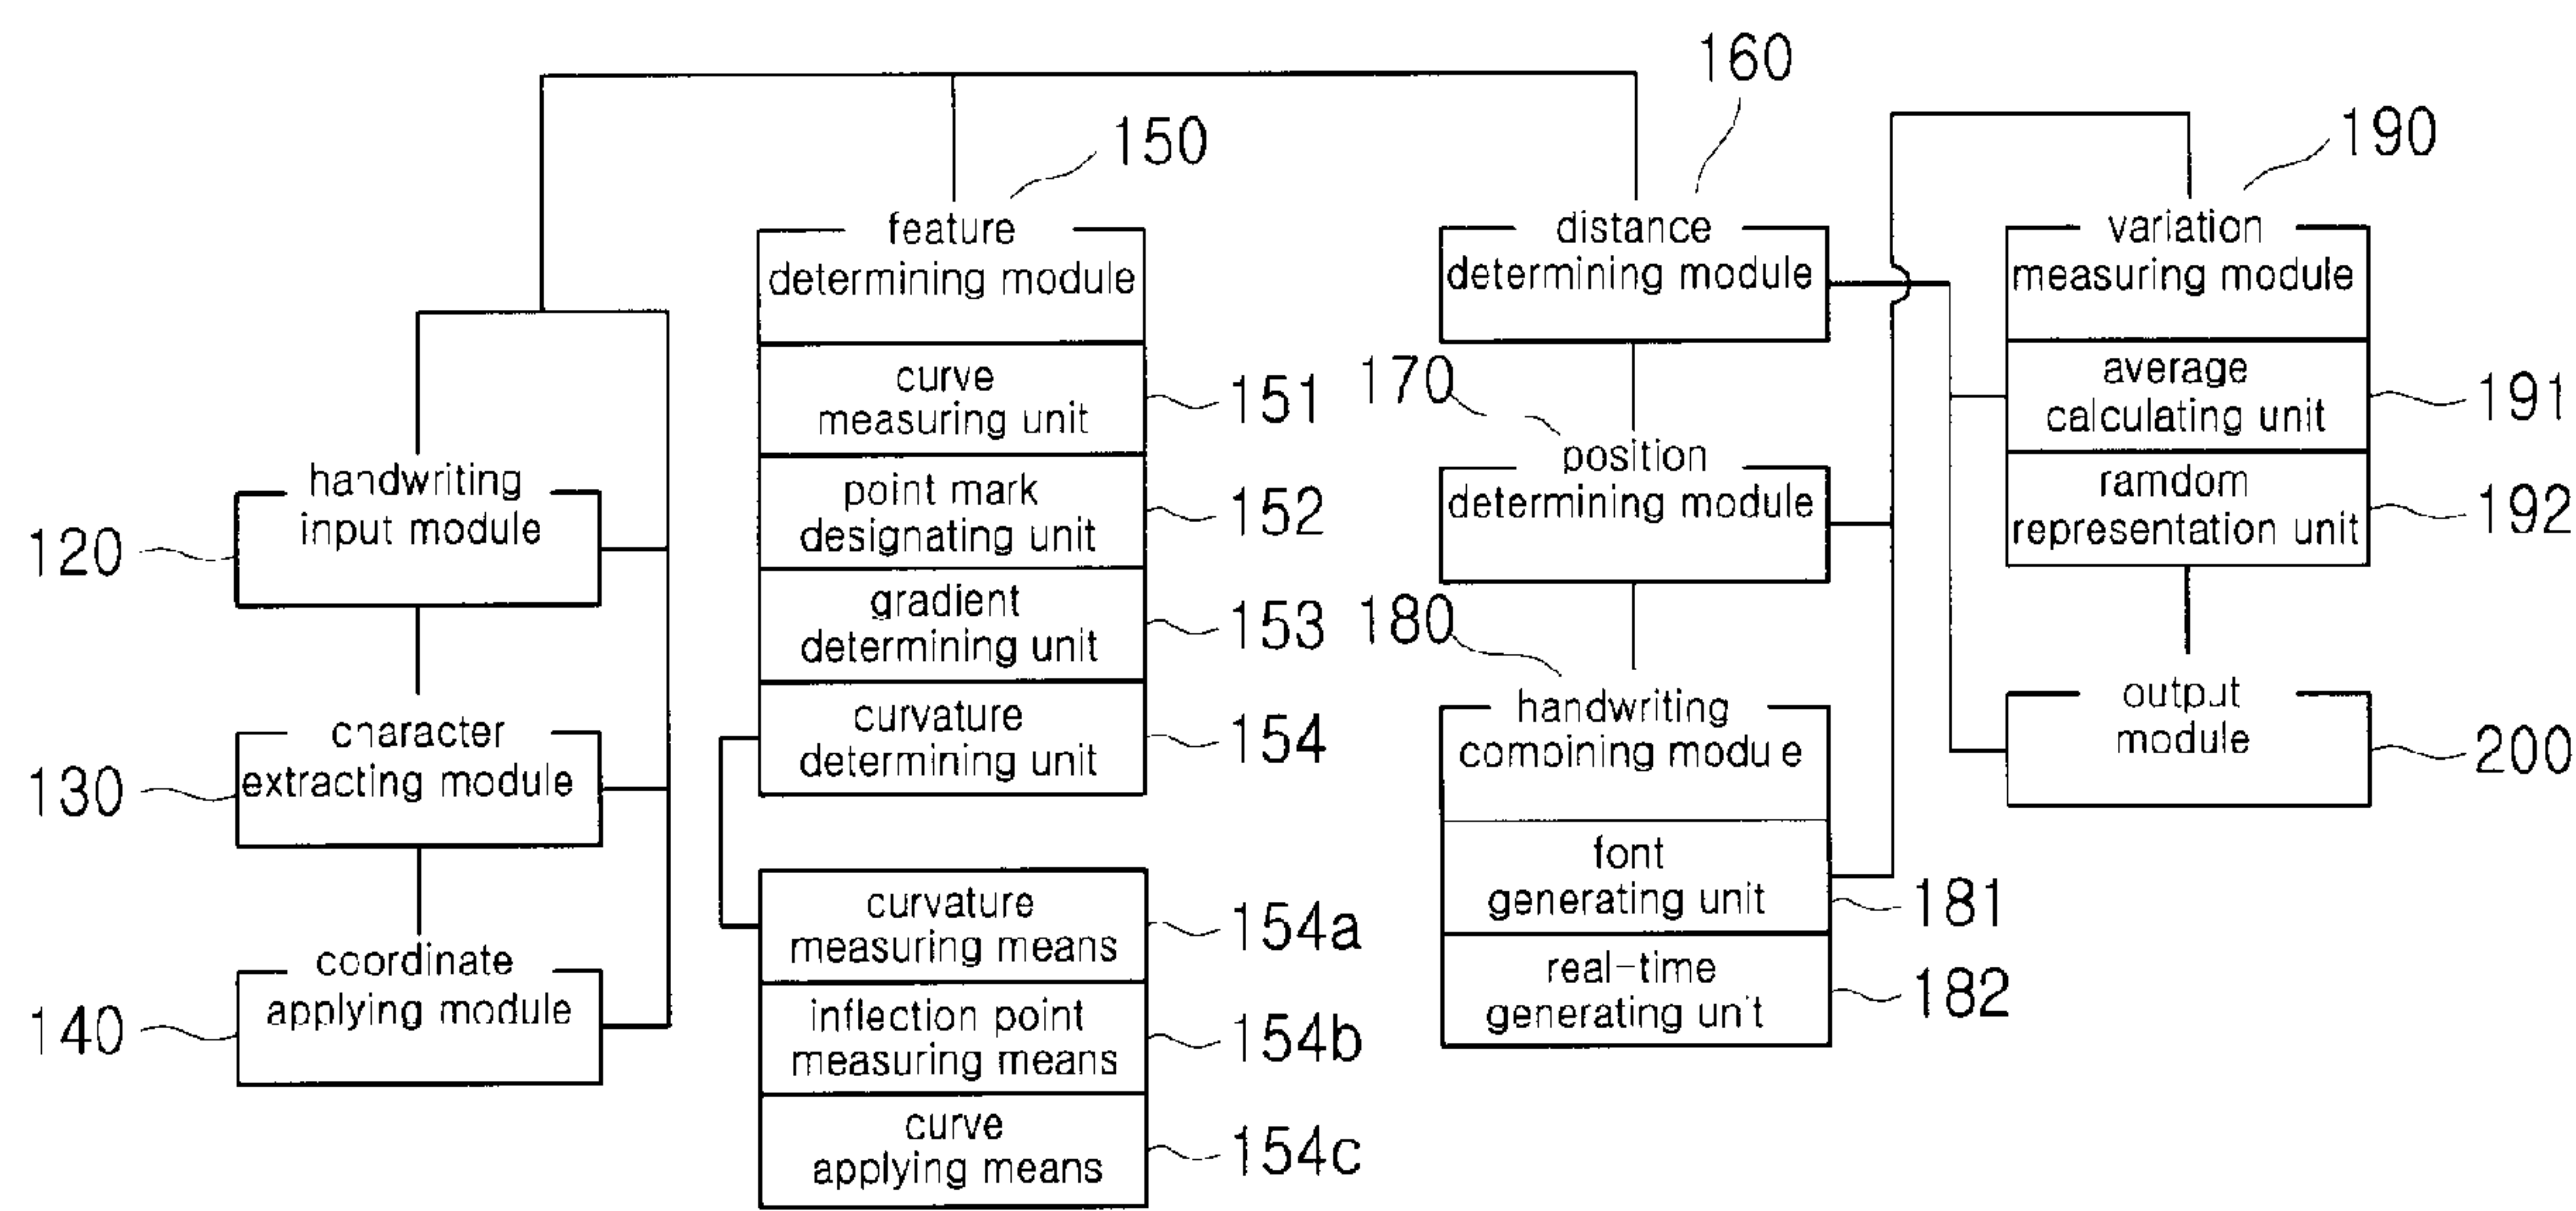 160
150
190
feature
determining module
distance
determining module
variation
measuring module
curve
measuring unit
151
170
average
calculating unit
191
handwriting
input module
120
point mark
designating unit
152
position
determining module
ramdom
representation unit
192
gradient
determining unit
153
180
character
extracting module
130
curvature
determining unit
154
handwriting
combining module
output
module
200
font
generating unit
181
curvature
measuring means
154a
coordinate
applying module
140
real-time
generating unit
182
inflection point
measuring means
154b
curve
applying means
154c